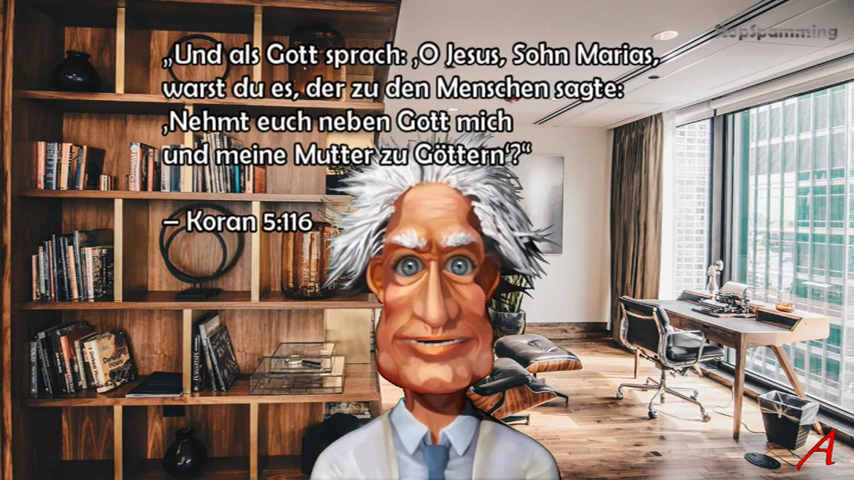 StopSpamming
„Und als Gott sprach: ‚O Jesus, Sohn Marias,
warst du es, der zu den Menschen sagte:
‚Nehmt euch neben Gott mich
und meine Mutter zu Göttern‘?“
– Koran 5:116
A